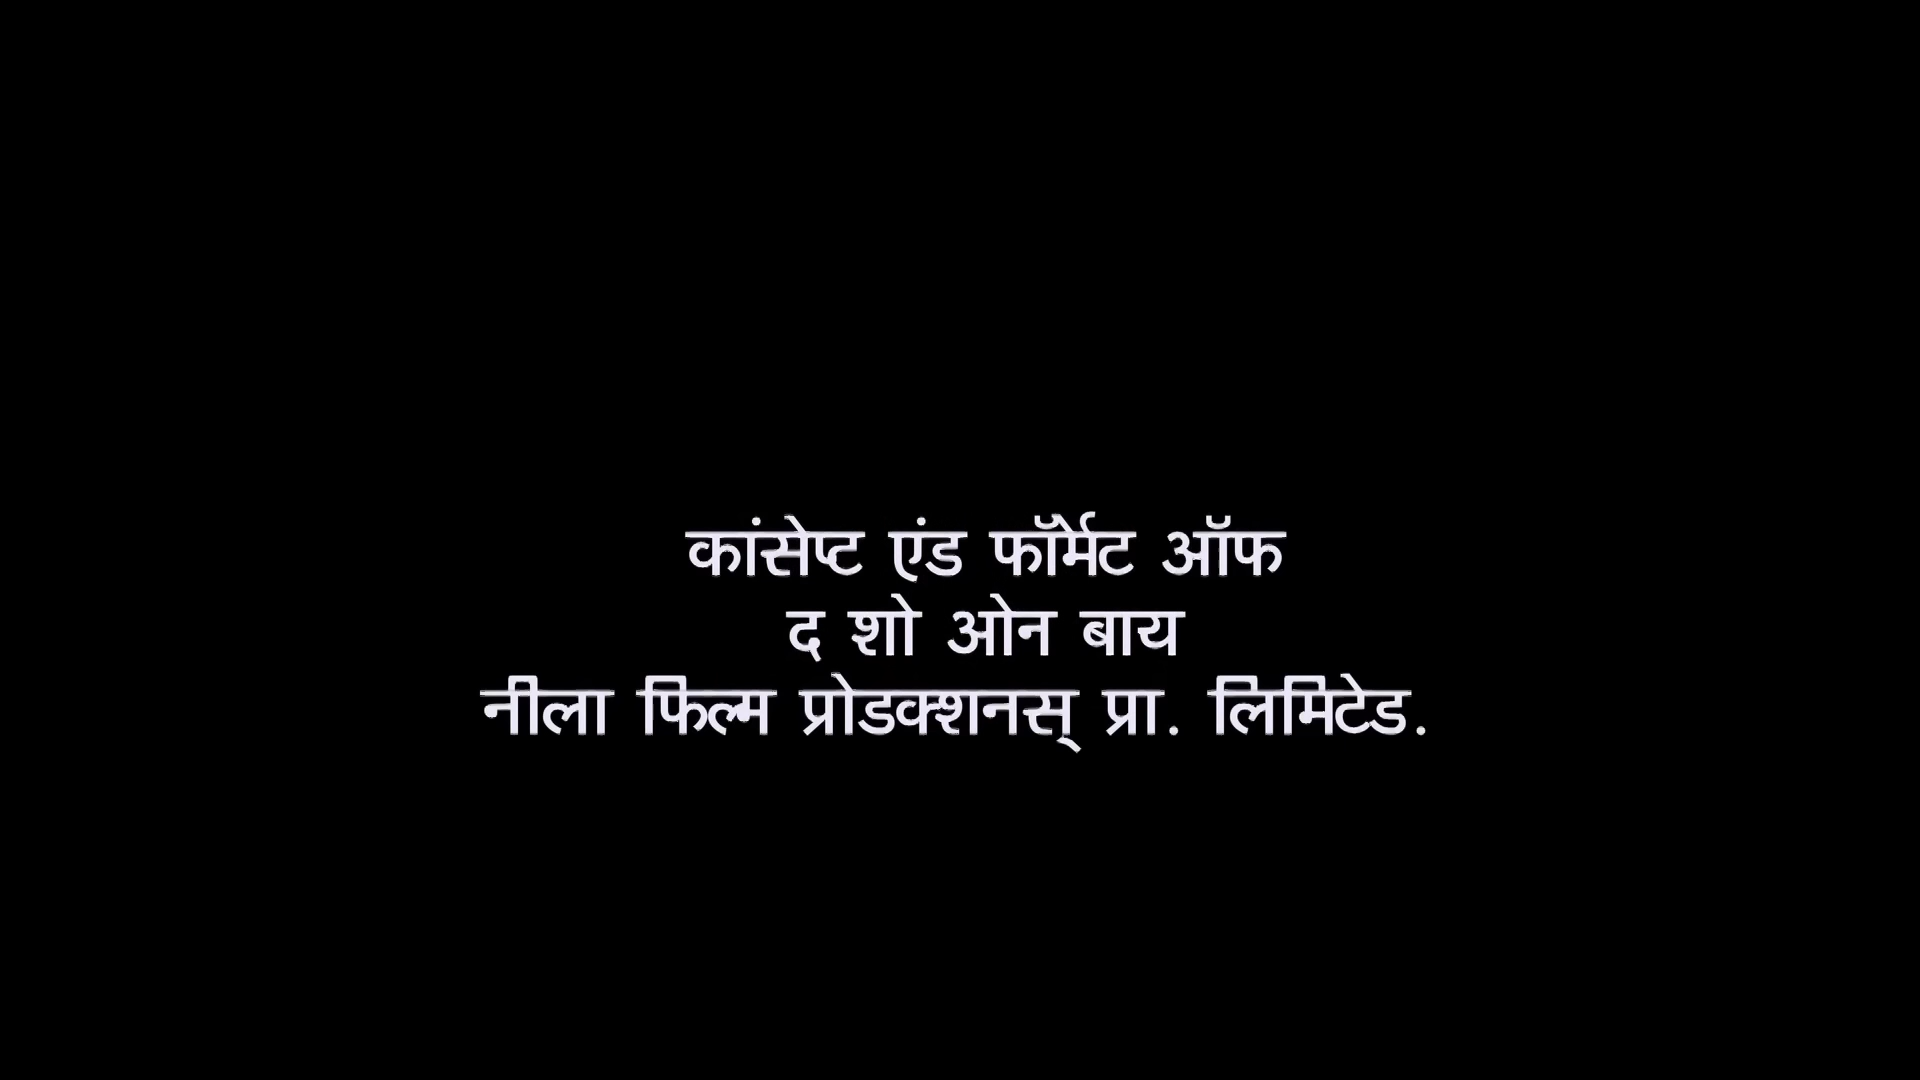 कांसेप्ट एंड फॉर्मेट ऑफ
द शो ओन बाय
नीला फिल्म प्रोडक्शनस् प्रा. लिमिटेड.